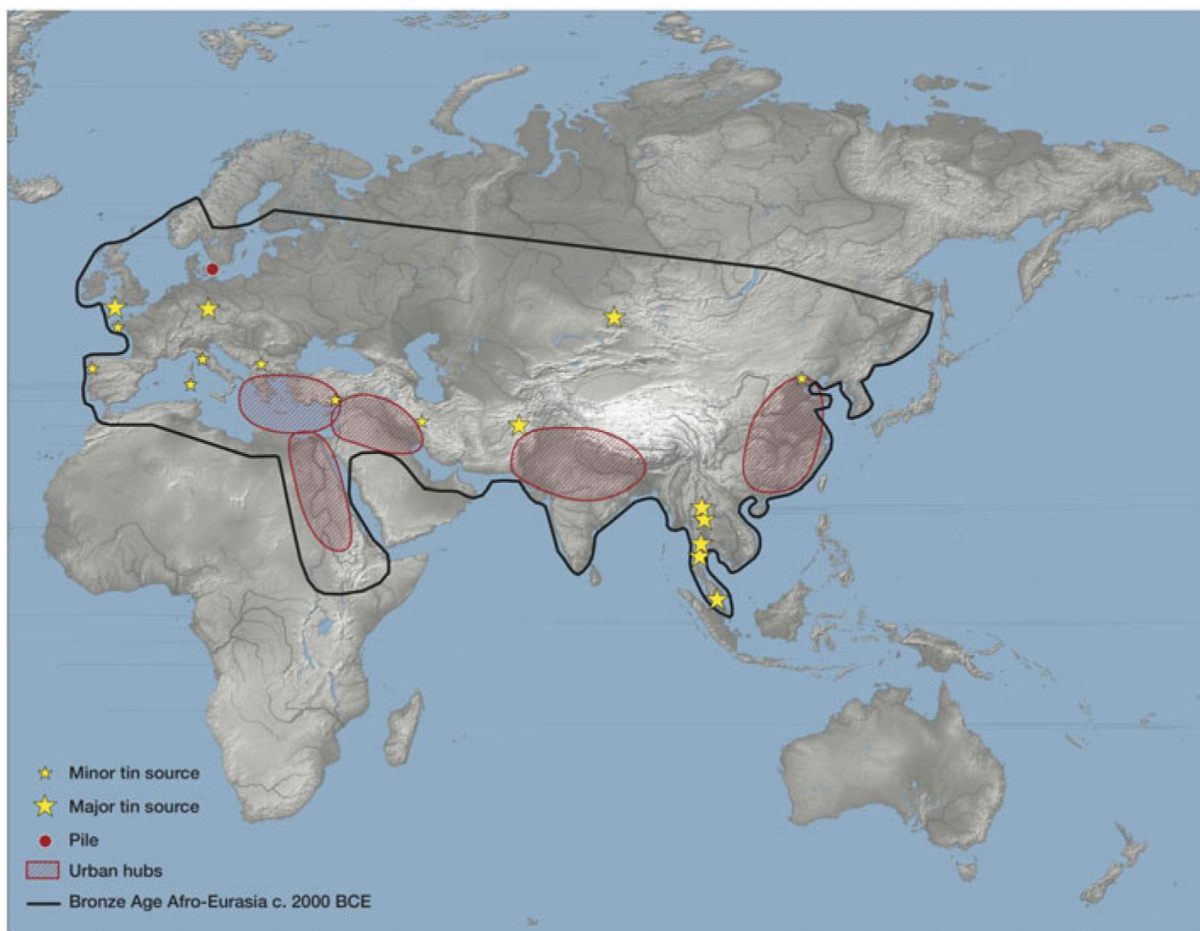 Minor tin source
Major tin source
Pile
Urban hubs
Bronze Age Afro-Eurasia c. 2000 BCE